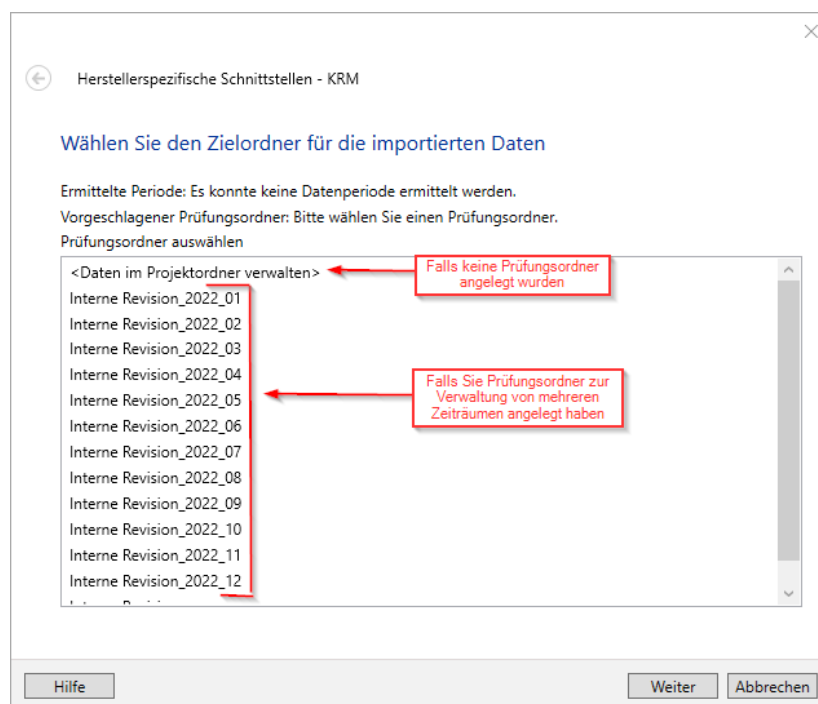 Herstellerspezifische Schnittstellen - KRM
Wählen Sie den Zielordner für die importierten Daten
Ermittelte Periode: Es konnte keine Datenperiode ermittelt werden.
Vorgeschlagener Prüfungsordner: Bitte wählen Sie einen Prüfungsordner.
Prüfungsordner auswählen
<Daten im Projektordner verwalten>
Falls keine Prüfungsordner
angelegt wurden
Interne Revision_2022_01
Interne Revision_2022_02
Interne Revision_2022_03
Interne Revision_2022_04
Interne Revision_2022_05
Interne Revision_2022_06
Interne Revision_2022_07
Interne Revision_2022_08
Interne Revision_2022_09
Interne Revision_2022_10
Interne Revision_2022_11
Interne Revision_2022_12
Falls Sie Prüfungsordner zur
Verwaltung von mehreren
Zeiträumen angelegt haben
Hilfe
Weiter
Abbrechen